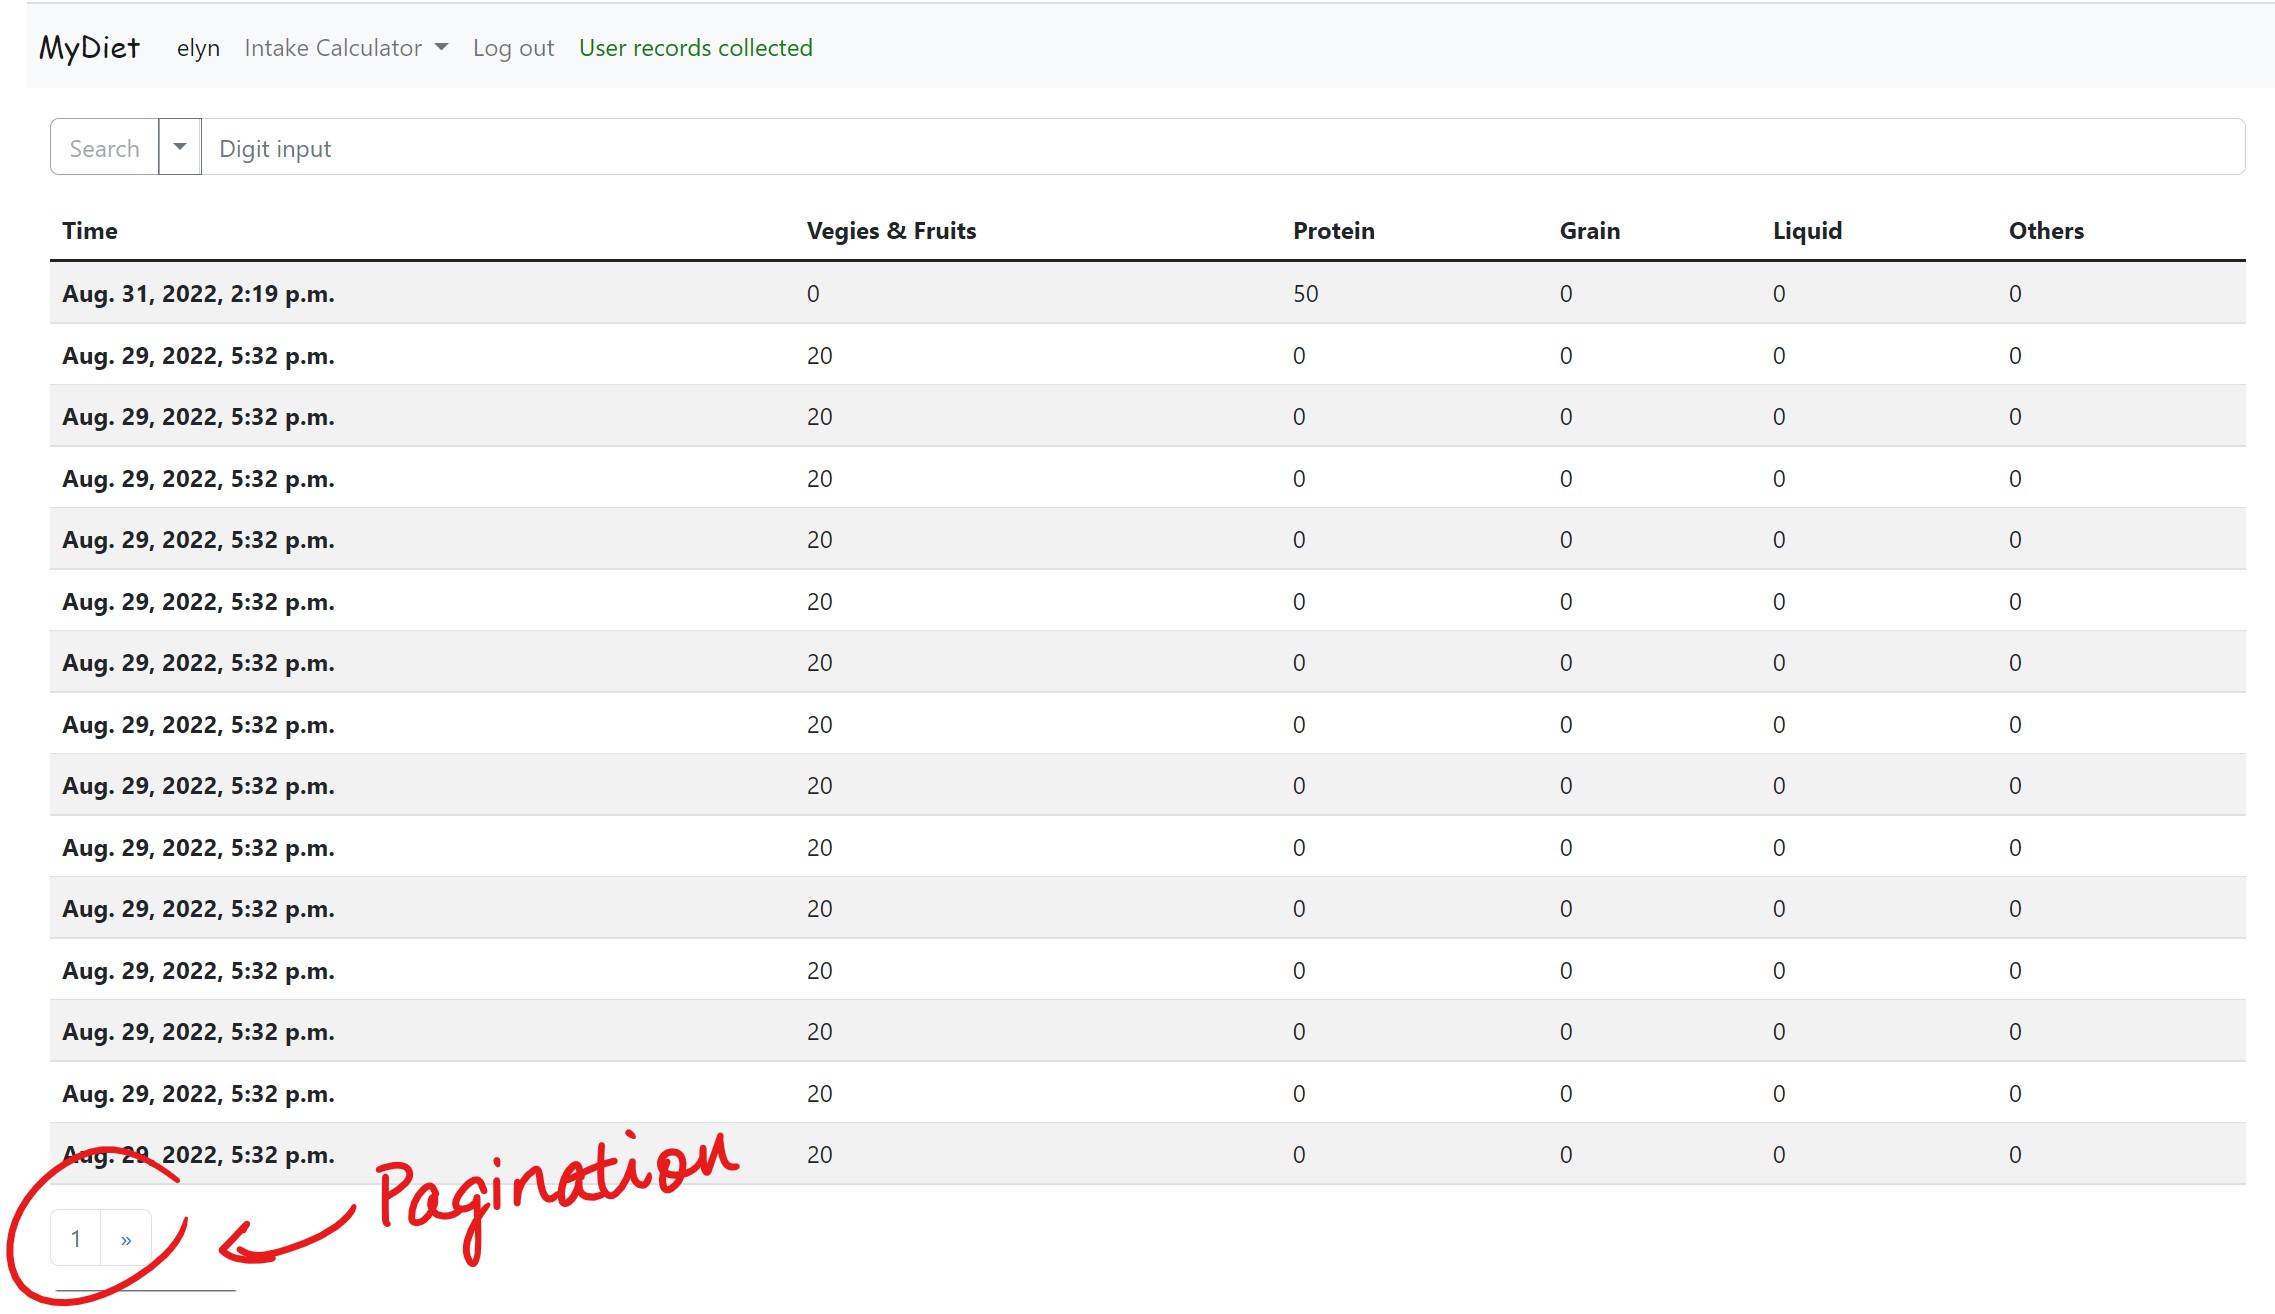 MyDiet elyn Intake Calculator Log out User records collected
Search Digit input
Time Vegies & Fruits Protein Grain Liquid Others
Aug. 31, 2022, 2:19 p.m. 0 50 0 0 0
Aug. 29, 2022, 5:32 p.m. 20 0 0 0 0
Aug. 29, 2022, 5:32 p.m. 20 0 0 0 0
Aug. 29, 2022, 5:32 p.m. 20 0 0 0 0
Aug. 29, 2022, 5:32 p.m. 20 0 0 0 0
Aug. 29, 2022, 5:32 p.m. 20 0 0 0 0
Aug. 29, 2022, 5:32 p.m. 20 0 0 0 0
Aug. 29, 2022, 5:32 p.m. 20 0 0 0 0
Aug. 29, 2022, 5:32 p.m. 20 0 0 0 0
Aug. 29, 2022, 5:32 p.m. 20 0 0 0 0
Aug. 29, 2022, 5:32 p.m. 20 0 0 0 0
Aug. 29, 2022, 5:32 p.m. 20 0 0 0 0
Aug. 29, 2022, 5:32 p.m. 20 0 0 0 0
Aug. 29, 2022, 5:32 p.m. 20 0 0 0 0
Aug. 29, 2022, 5:32 p.m. 20 0 0 0 0
Pagination
1 »